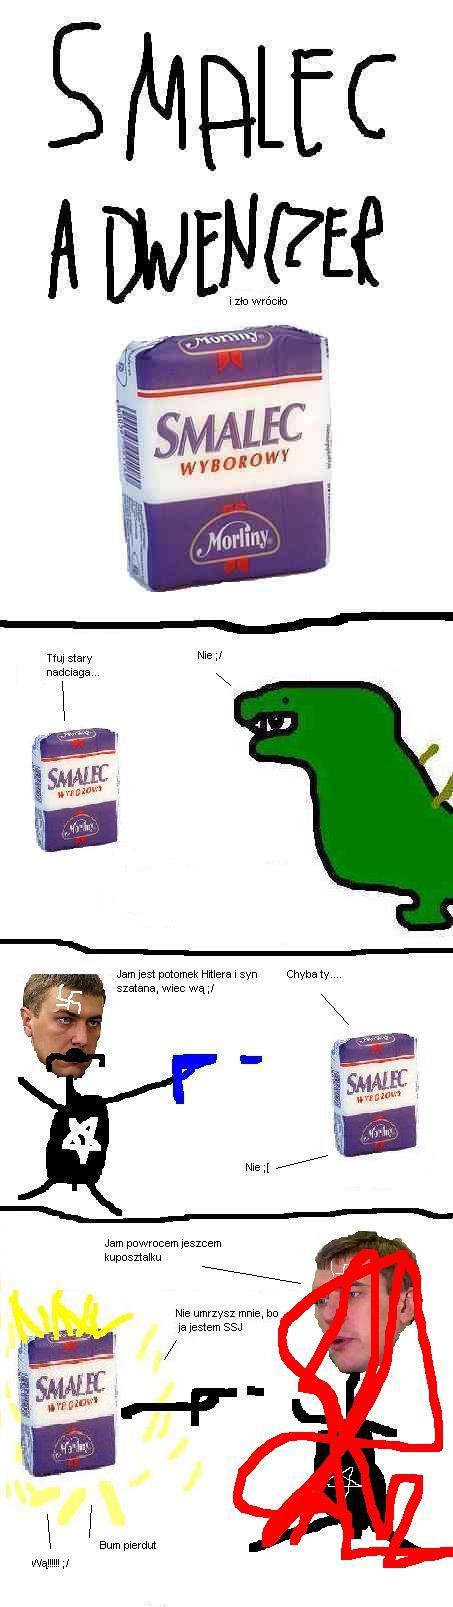 SMALEC
ADWENCZER
i zło wróciło
Morliny
SMALEC
WYBOROWY
Morliny
Tfuj stary
nadciaga...
Nie ;/
SMALEC
WYBOROWY
Morliny
Jam jest potomek Hitlera i syn
szatana, wiec wą ;/
Chyba ty....
SMALEC
WYBOROWY
Morliny
Nie ;[
Jam powrocem jeszcem
kuposztalku
Nie umrzysz mnie, bo
ja jestem SSJ
SMALEC
WYBOROWY
Morliny
Bum pierdut
Wą!!!!!! ;/